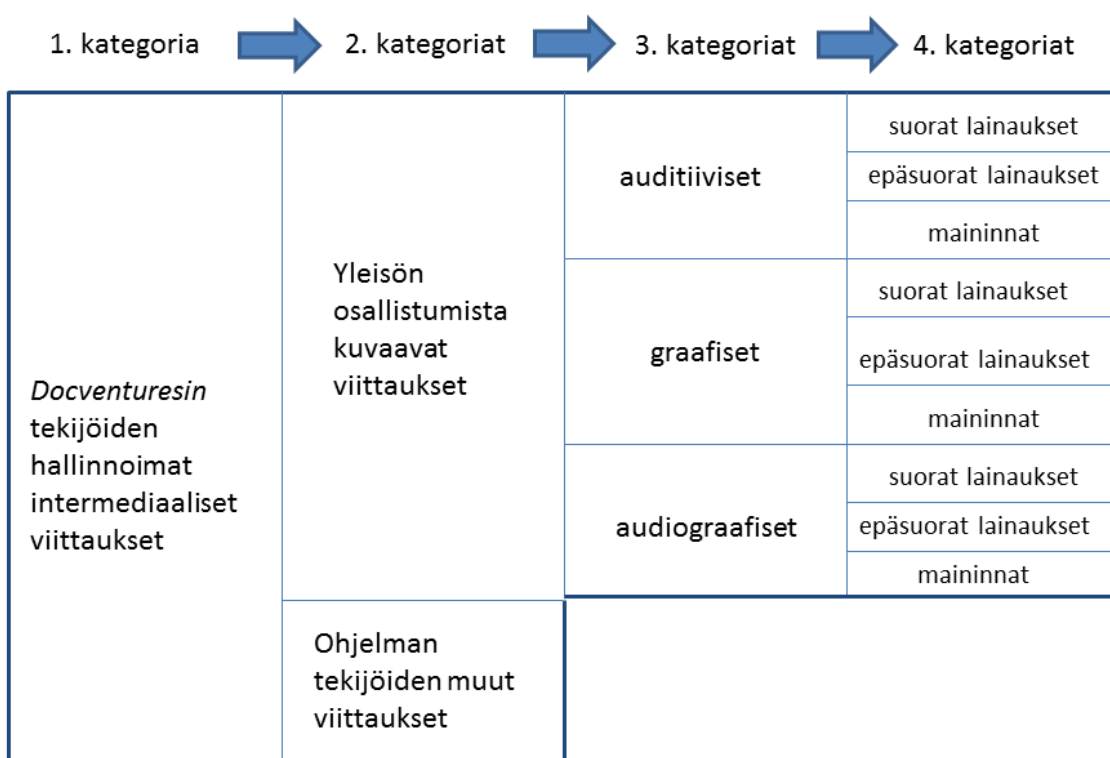 1. kategoria
2. kategoriat
3. kategoriat
4. kategoriat
Docventuresin
tekijöiden
hallinnoimat
intermediaaliset
viittaukset
Yleisön
osallistumista
kuvaavat
viittaukset
auditiiviset
suorat lainaukset
epäsuorat lainaukset
maininnat
graafiset
suorat lainaukset
epäsuorat lainaukset
maininnat
audiograafiset
suorat lainaukset
epäsuorat lainaukset
maininnat
Ohjelman
tekijöiden muut
viittaukset